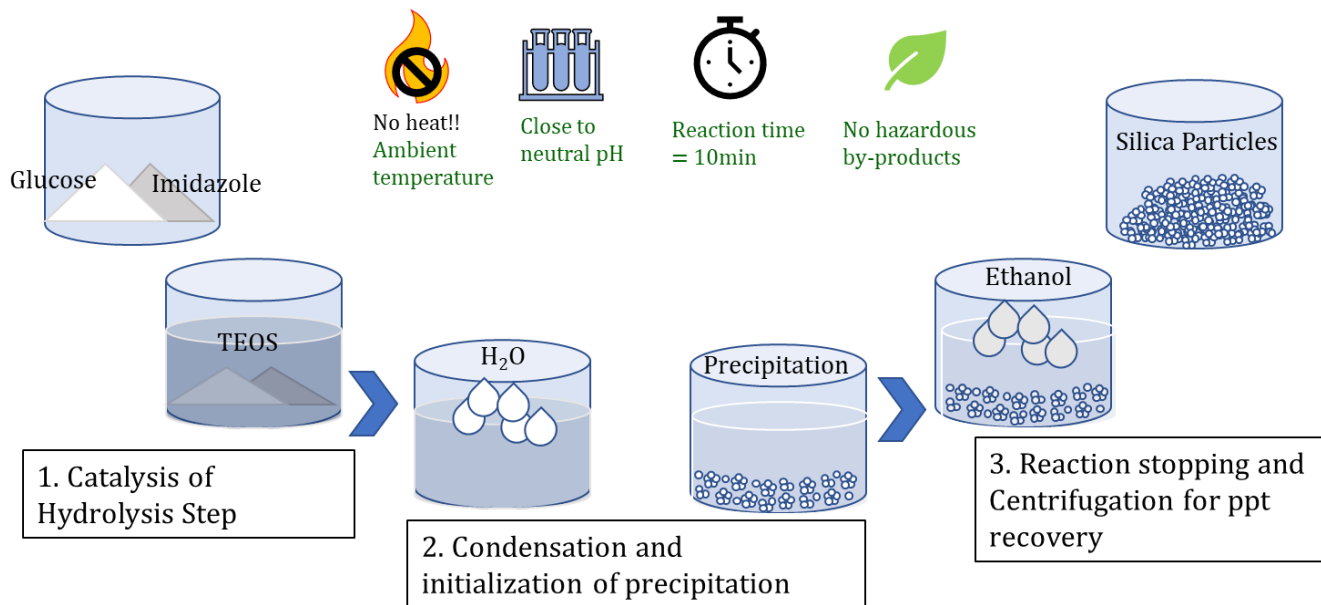 No heat!!
Ambient
temperature
Close to
neutral pH
Reaction time
= 10min
No hazardous
by-products
Glucose
Imidazole
TEOS
H₂O
Precipitation
Ethanol
Silica Particles
1. Catalysis of
Hydrolysis Step
2. Condensation and
initialization of precipitation
3. Reaction stopping and
Centrifugation for ppt
recovery